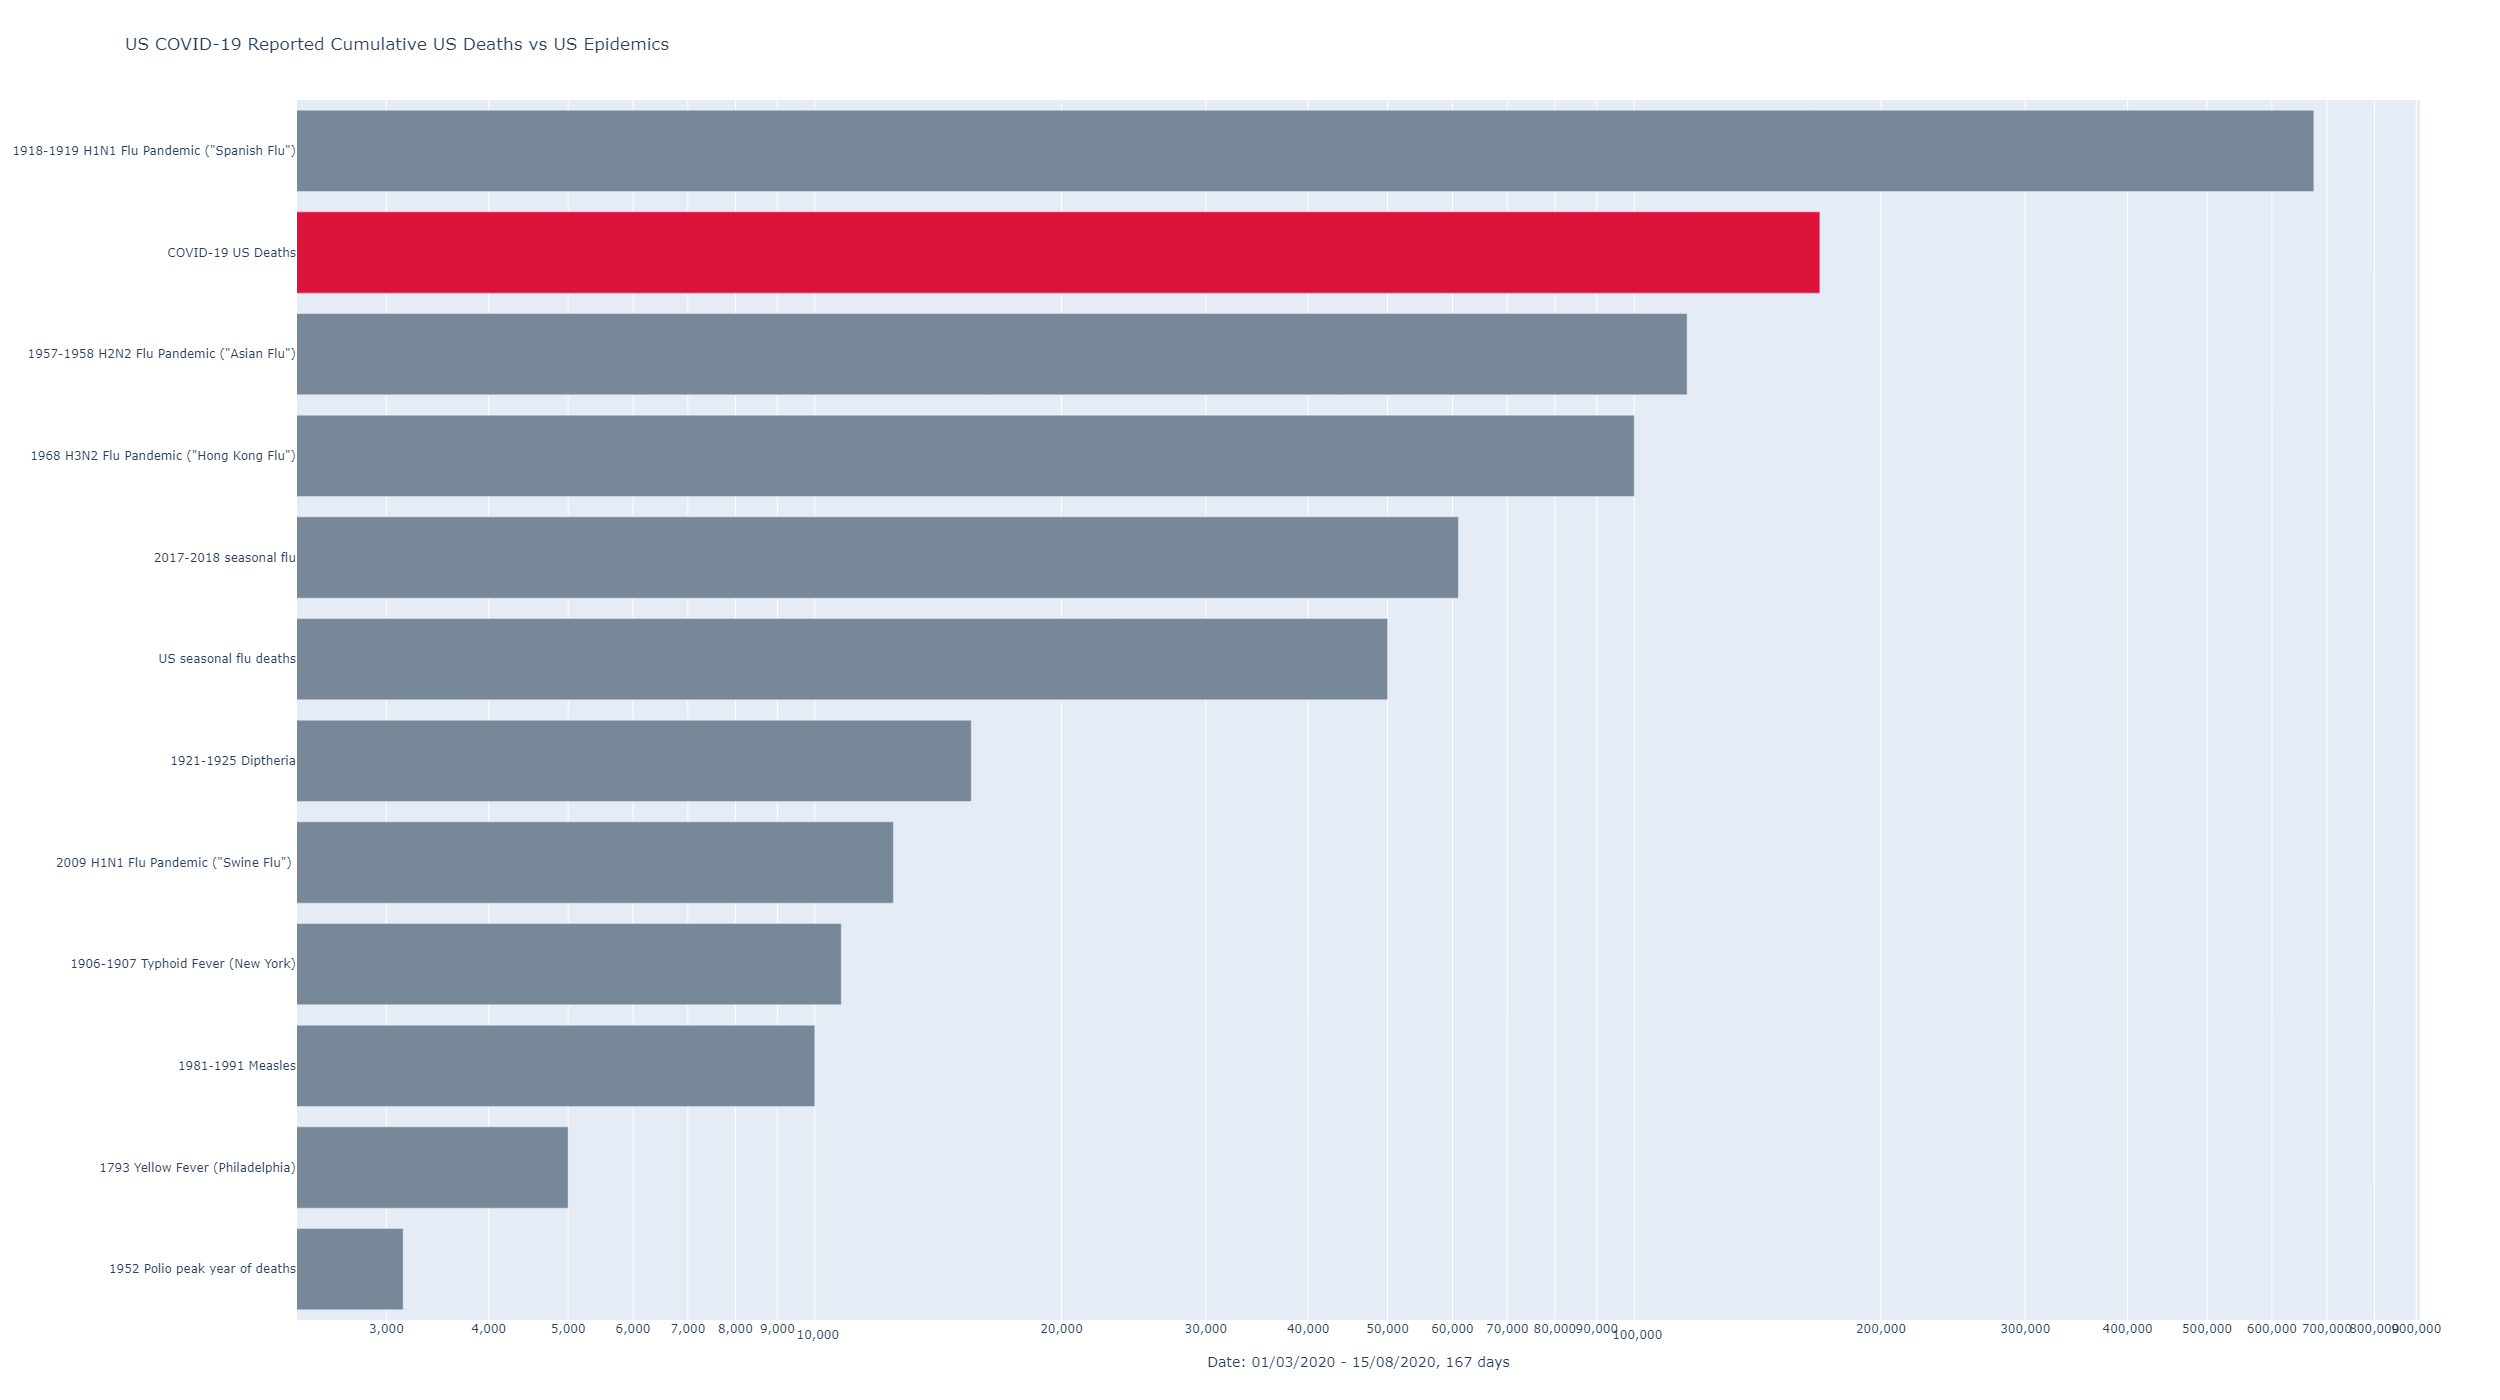 US COVID-19 Reported Cumulative US Deaths vs US Epidemics
1918-1919 H1N1 Flu Pandemic ("Spanish Flu")
COVID-19 US Deaths
1957-1958 H2N2 Flu Pandemic ("Asian Flu")
1968 H3N2 Flu Pandemic ("Hong Kong Flu")
2017-2018 seasonal flu
US seasonal flu deaths
1921-1925 Diptheria
2009 H1N1 Flu Pandemic ("Swine Flu")
1906-1907 Typhoid Fever (New York)
1981-1991 Measles
1793 Yellow Fever (Philadelphia)
1952 Polio peak year of deaths
3,000 4,000 5,000 6,000 7,000 8,000 9,000 10,000 20,000 30,000 40,000 50,000 60,000 70,000 80,000 90,000 100,000 200,000 300,000 400,000 500,000 600,000 700,000 800,000 900,000
Date: 01/03/2020 - 15/08/2020, 167 days